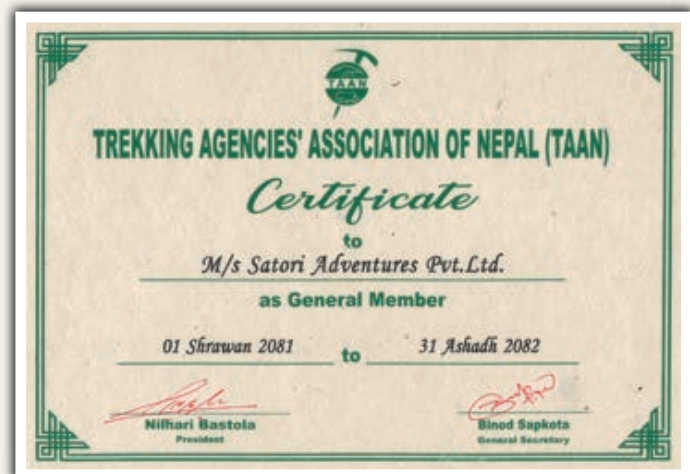 TAAN
TREKKING AGENCIES' ASSOCIATION OF NEPAL (TAAN)
Certificate
to
M/s Satori Adventures Pvt.Ltd.
as General Member
01 Shrawan 2081 to 31 Ashadh 2082
Nilhari Bastola
President
Binod Sapkota
General Secretary